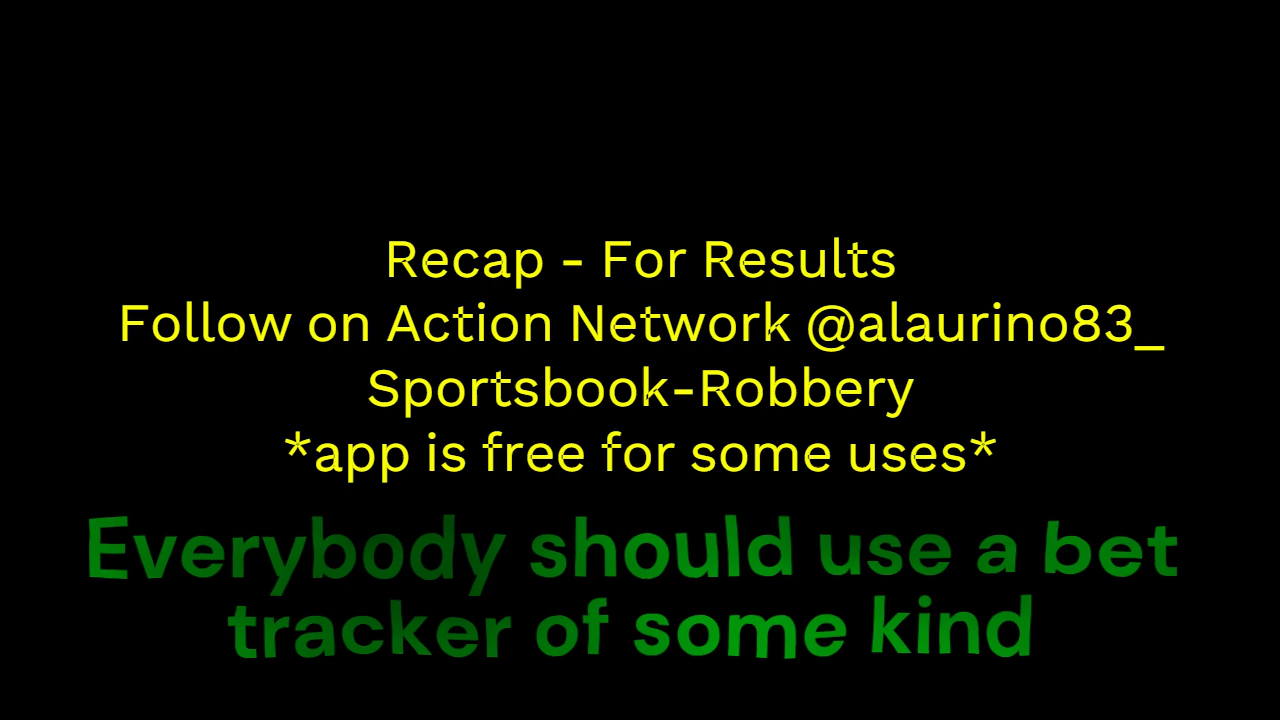 Recap - For Results
Follow on Action Network @alaurino83_
Sportsbook-Robbery
*app is free for some uses*
Everybody should use a bet
tracker of some kind